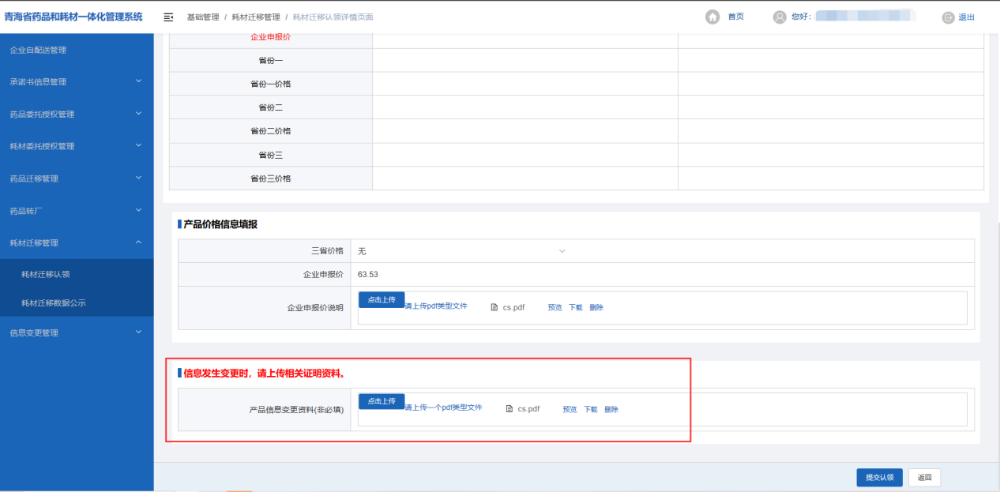 青海省药品和耗材一体化管理系统
基础管理 / 耗材迁移管理 / 耗材迁移认领详情页面
首页
您好:
退出
企业自配送管理
承诺书信息管理
药品委托授权管理
耗材委托授权管理
药品迁移管理
药品转厂
耗材迁移管理
耗材迁移认领
耗材迁移数据公示
信息变更管理
企业申报价
省份一
省份一价格
省份二
省份二价格
省份三
省份三价格
产品价格信息填报
三省价格 无
企业申报价 63.53
企业申报价说明 点击上传 请上传pdf类型文件 cs.pdf 预览 下载 删除
信息发生变更时，请上传相关证明资料。
产品信息变更资料(非必填) 点击上传 请上传一个pdf类型文件 cs.pdf 预览 下载 删除
提交认领 返回